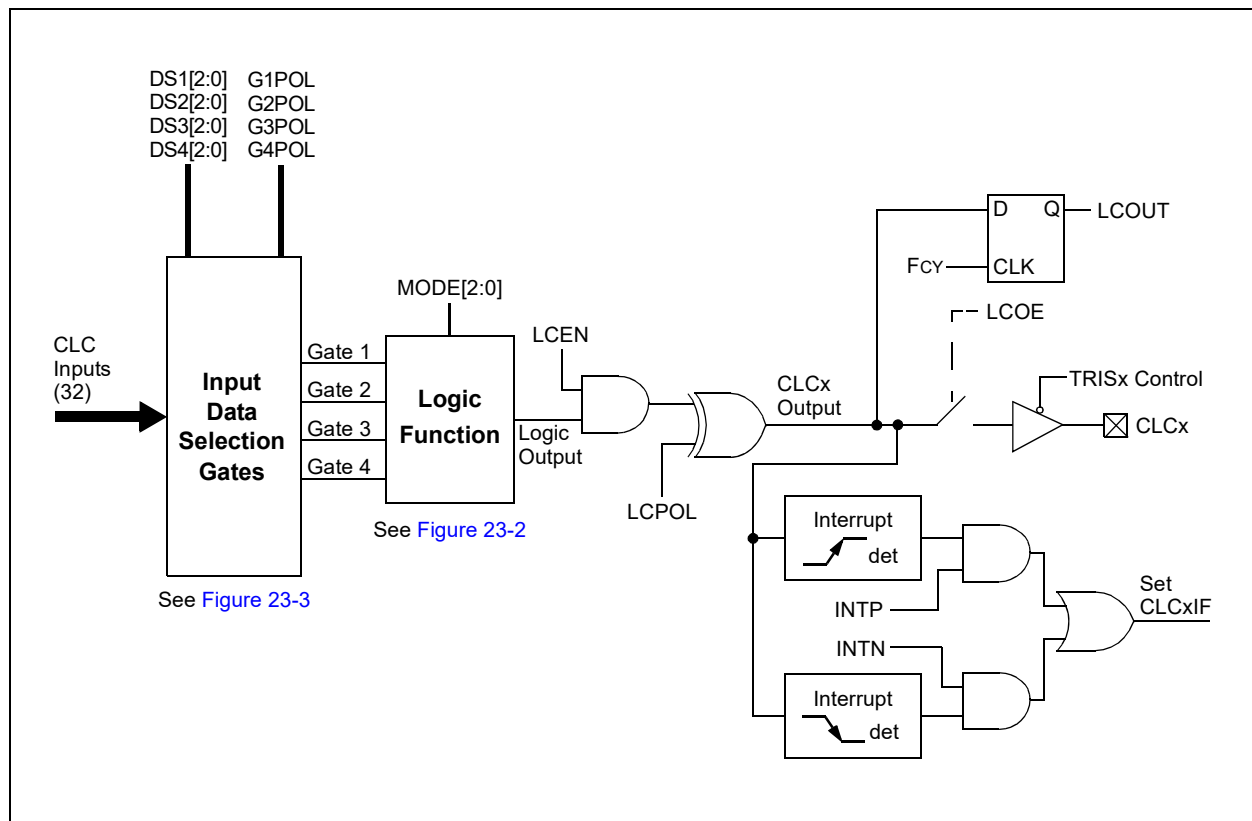 DS1[2:0] G1POL
DS2[2:0] G2POL
DS3[2:0] G3POL
DS4[2:0] G4POL
D Q LCOUT
FCY CLK
MODE[2:0]
LCOE
LCEN
CLC
Inputs
(32)
Input
Data
Selection
Gates
Gate 1
Gate 2
Gate 3
Gate 4
Logic
Function
Logic
Output
CLCx
Output
TRISx Control
CLCx
LCPOL
See Figure 23-2
See Figure 23-3
Interrupt
det
INTP
INTN
Set
CLCxIF
Interrupt
det